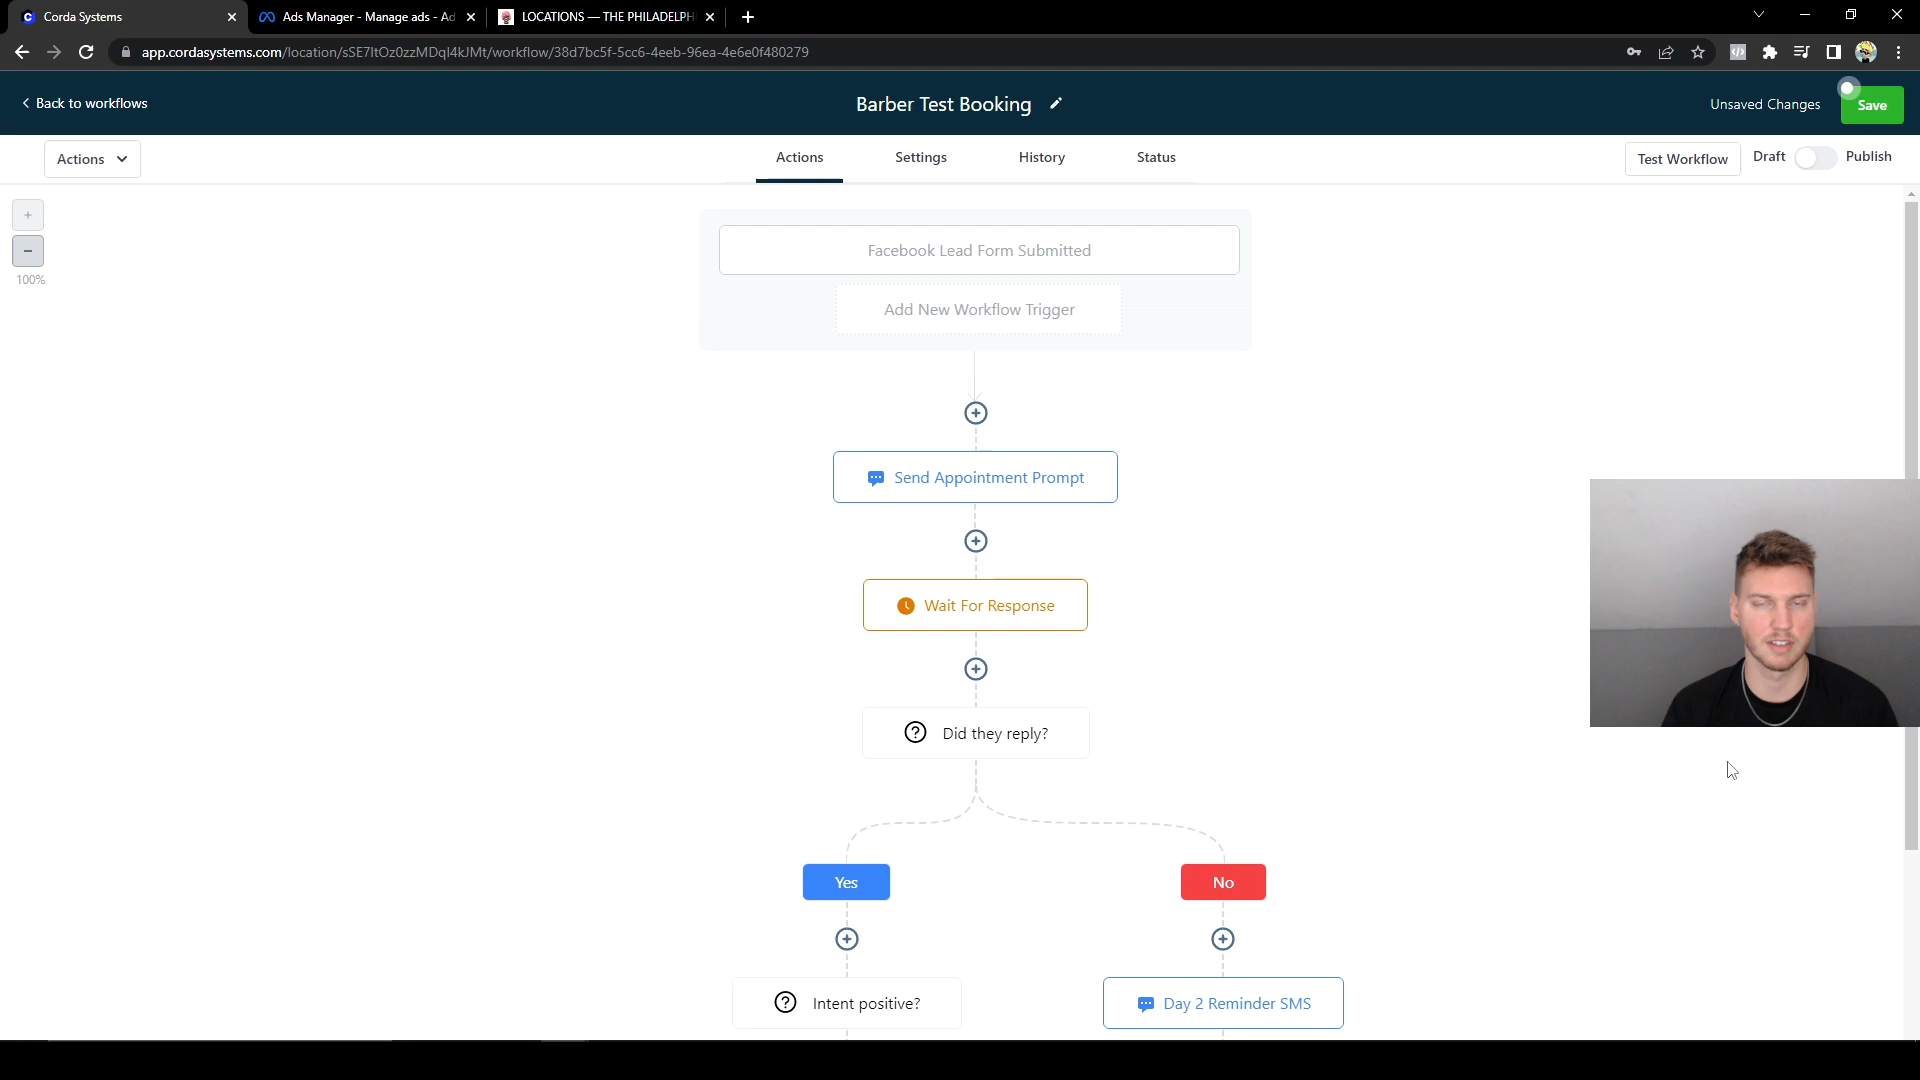 Corda Systems
Ads Manager - Manage ads - Ad
LOCATIONS — THE PHILADELPH
app.cordasystems.com/location/sSE7ItOz0zzMDqI4kJMt/workflow/38d7bc5f-5cc6-4eeb-96ea-4e6e0f480279
Back to workflows
Barber Test Booking
Unsaved Changes
Save
Actions
Actions
Settings
History
Status
Test Workflow
Draft
Publish
+
−
100%
Facebook Lead Form Submitted
Add New Workflow Trigger
Send Appointment Prompt
Wait For Response
Did they reply?
Yes
No
Intent positive?
Day 2 Reminder SMS